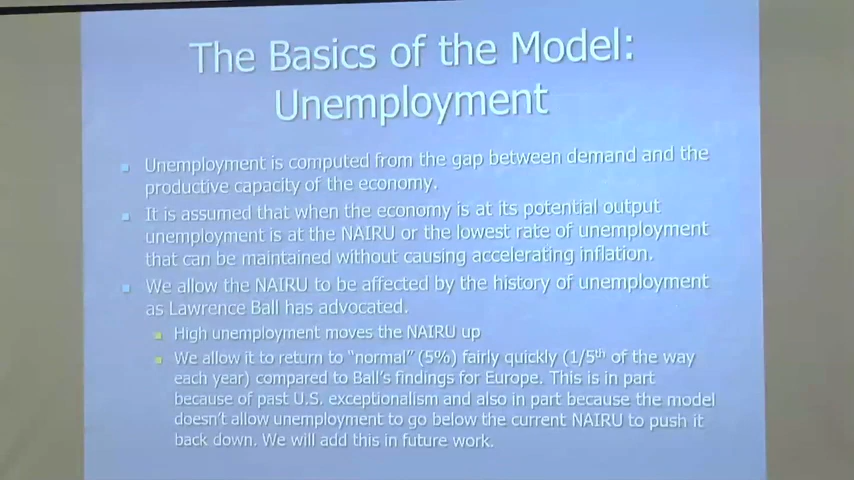 The Basics of the Model:
Unemployment
Unemployment is computed from the gap between demand and the
productive capacity of the economy.
It is assumed that when the economy is at its potential output
unemployment is at the NAIRU or the lowest rate of unemployment
that can be maintained without causing accelerating inflation.
We allow the NAIRU to be affected by the history of unemployment
as Lawrence Ball has advocated.
High unemployment moves the NAIRU up
We allow it to return to “normal” (5%) fairly quickly (1/5th of the way
each year) compared to Ball’s findings for Europe. This is in part
because of past U.S. exceptionalism and also in part because the model
doesn’t allow unemployment to go below the current NAIRU to push it
back down. We will add this in future work.